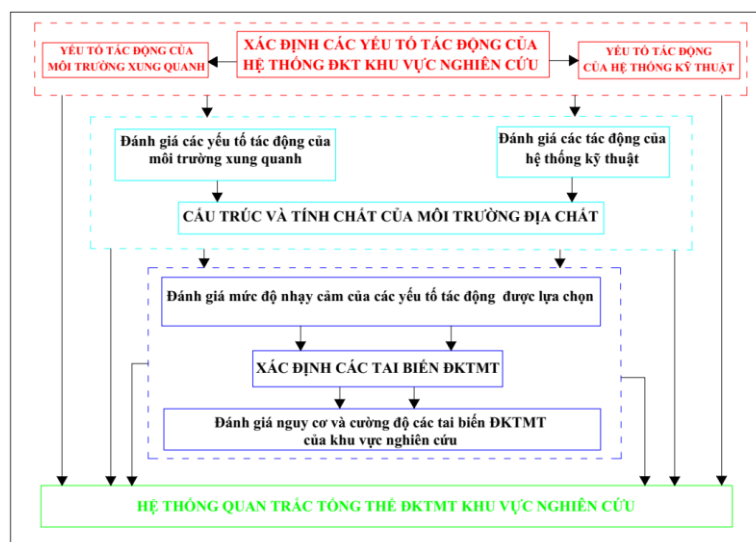 YẾU TỐ TÁC ĐỘNG CỦA
MÔI TRƯỜNG XUNG QUANH
XÁC ĐỊNH CÁC YẾU TỐ TÁC ĐỘNG CỦA
HỆ THỐNG ĐKT KHU VỰC NGHIÊN CỨU
YẾU TỐ TÁC ĐỘNG
CỦA HỆ THỐNG KỸ THUẬT
Đánh giá các yếu tố tác động của
môi trường xung quanh
Đánh giá các tác động của
hệ thống kỹ thuật
CẤU TRÚC VÀ TÍNH CHẤT CỦA MÔI TRƯỜNG ĐỊA CHẤT
Đánh giá mức độ nhạy cảm của các yếu tố tác động được lựa chọn
XÁC ĐỊNH CÁC TAI BIẾN ĐKTMT
Đánh giá nguy cơ và cường độ các tai biến ĐKTMT
của khu vực nghiên cứu
HỆ THỐNG QUAN TRẮC TỔNG THỂ ĐKTMT KHU VỰC NGHIÊN CỨU